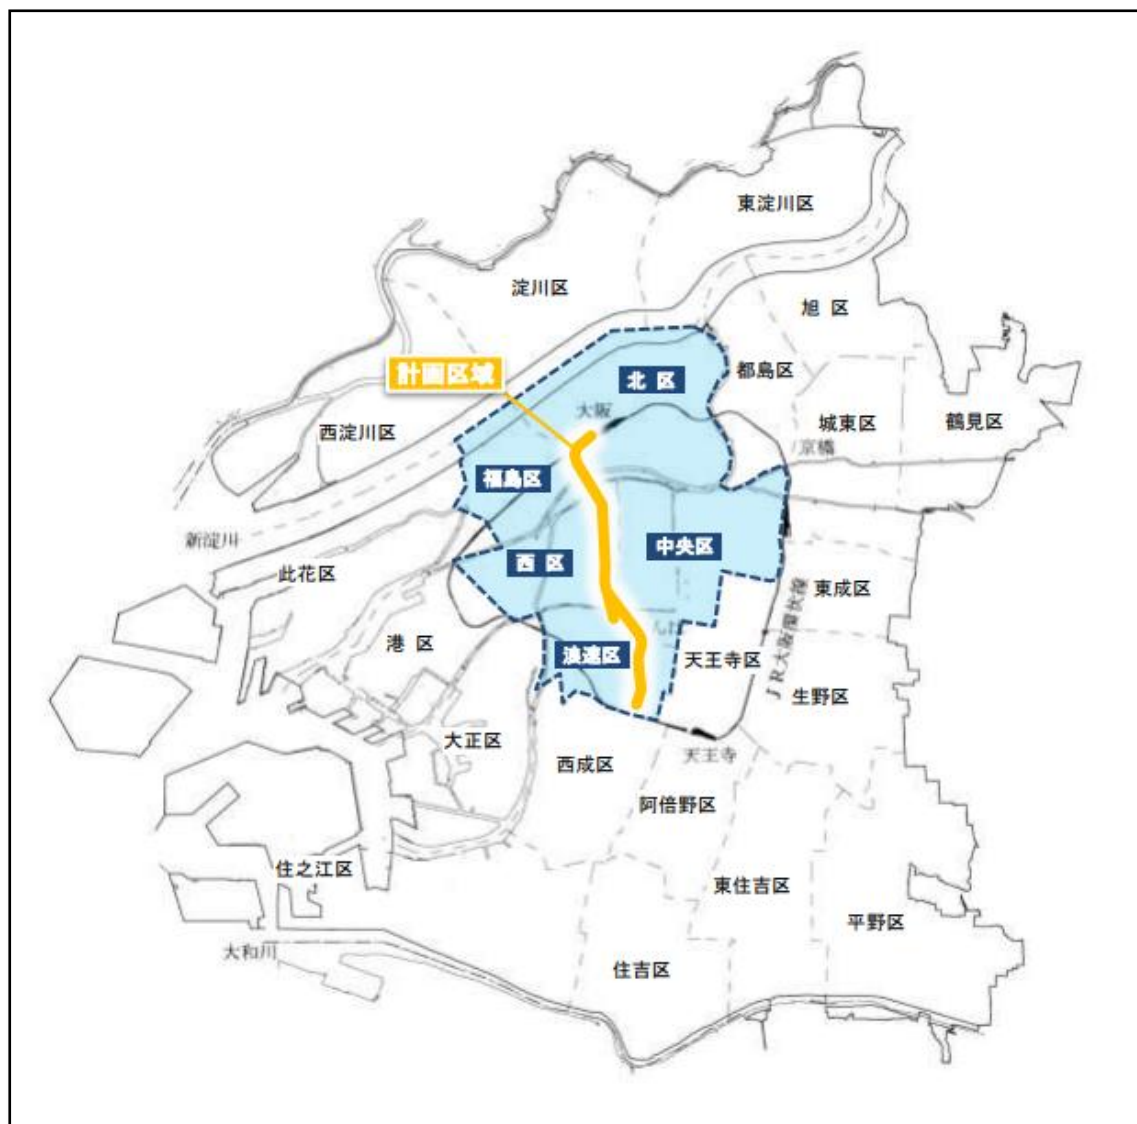 東淀川区
淀川区
旭 区
計画区域
北 区
都島区
大阪
城東区
鶴見区
西淀川区
京橋
福島区
新淀川
中央区
西 区
此花区
東成区
港 区
浪速区
天王寺区
JR大阪環状線
生野区
大正区
西成区
天王寺
阿倍野区
住之江区
東住吉区
平野区
大和川
住吉区